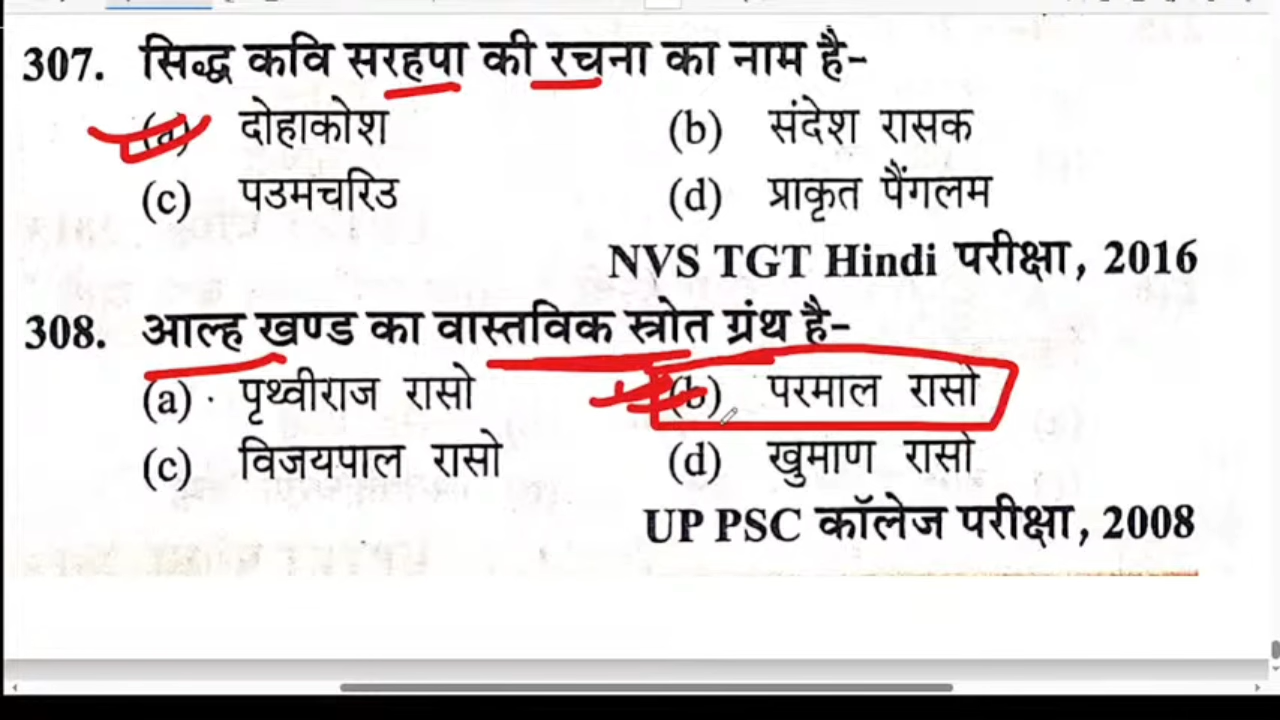 307. सिद्ध कवि सरहपा की रचना का नाम है-
(a) दोहाकोश (b) संदेश रासक
(c) पउमचरिउ (d) प्राकृत पैंगलम
NVS TGT Hindi परीक्षा, 2016
308. आल्ह खण्ड का वास्तविक स्त्रोत ग्रंथ है-
(a) पृथ्वीराज रासो (b) परमाल रासो
(c) विजयपाल रासो (d) खुमाण रासो
UP PSC कॉलेज परीक्षा, 2008